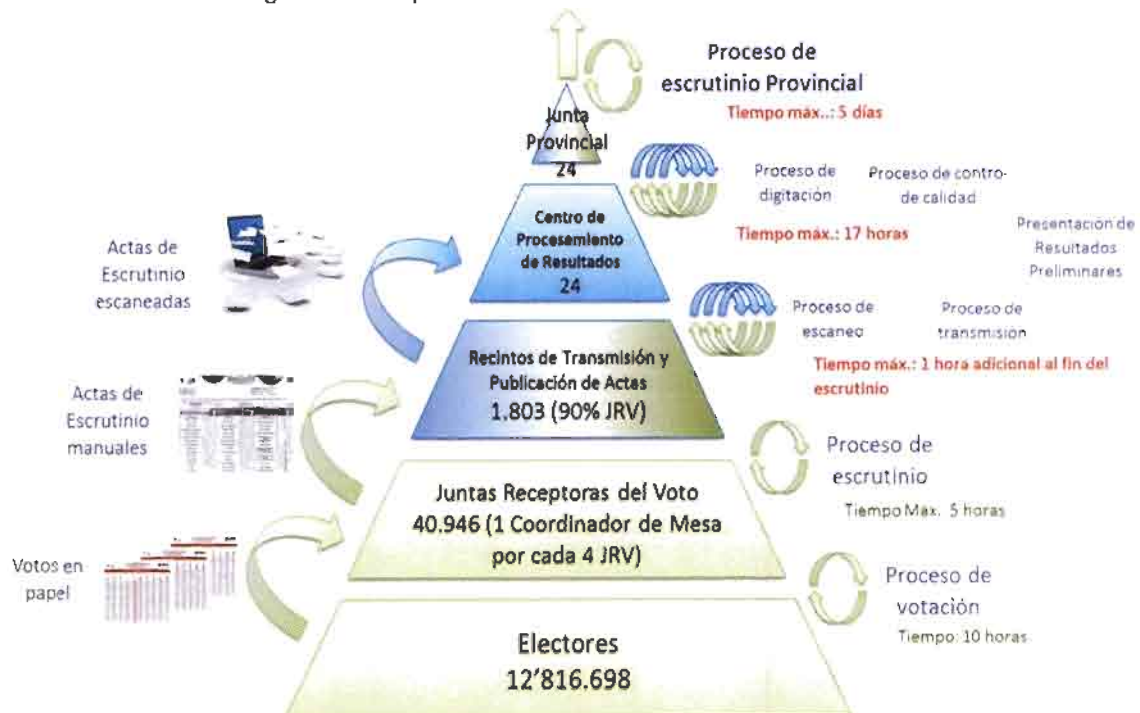 Proceso de
escrutinio Provincial
Tiempo máx..: 5 días
Junta
Provincial
24
Proceso de
digitación
Proceso de contro-
de calidad
Tiempo máx.: 17 horas
Presentación de
Resultados
Preliminares
Centro de
Procesamiento
de Resultados
24
Actas de
Escrutinio
escaneadas
Proceso de
escaneo
Proceso de
transmisión
Tiempo máx.: 1 hora adicional al fin del
escrutinio
Recintos de Transmisión y
Publicación de Actas
1.803 (90% JRV)
Actas de
Escrutinio
manuales
Proceso de
escrutinio
Tiempo Máx. 5 horas
Juntas Receptoras del Voto
40.946 (1 Coordinador de Mesa
por cada 4 JRV)
Votos en
papel
Proceso de
votación
Tiempo: 10 horas
Electores
12'816.698